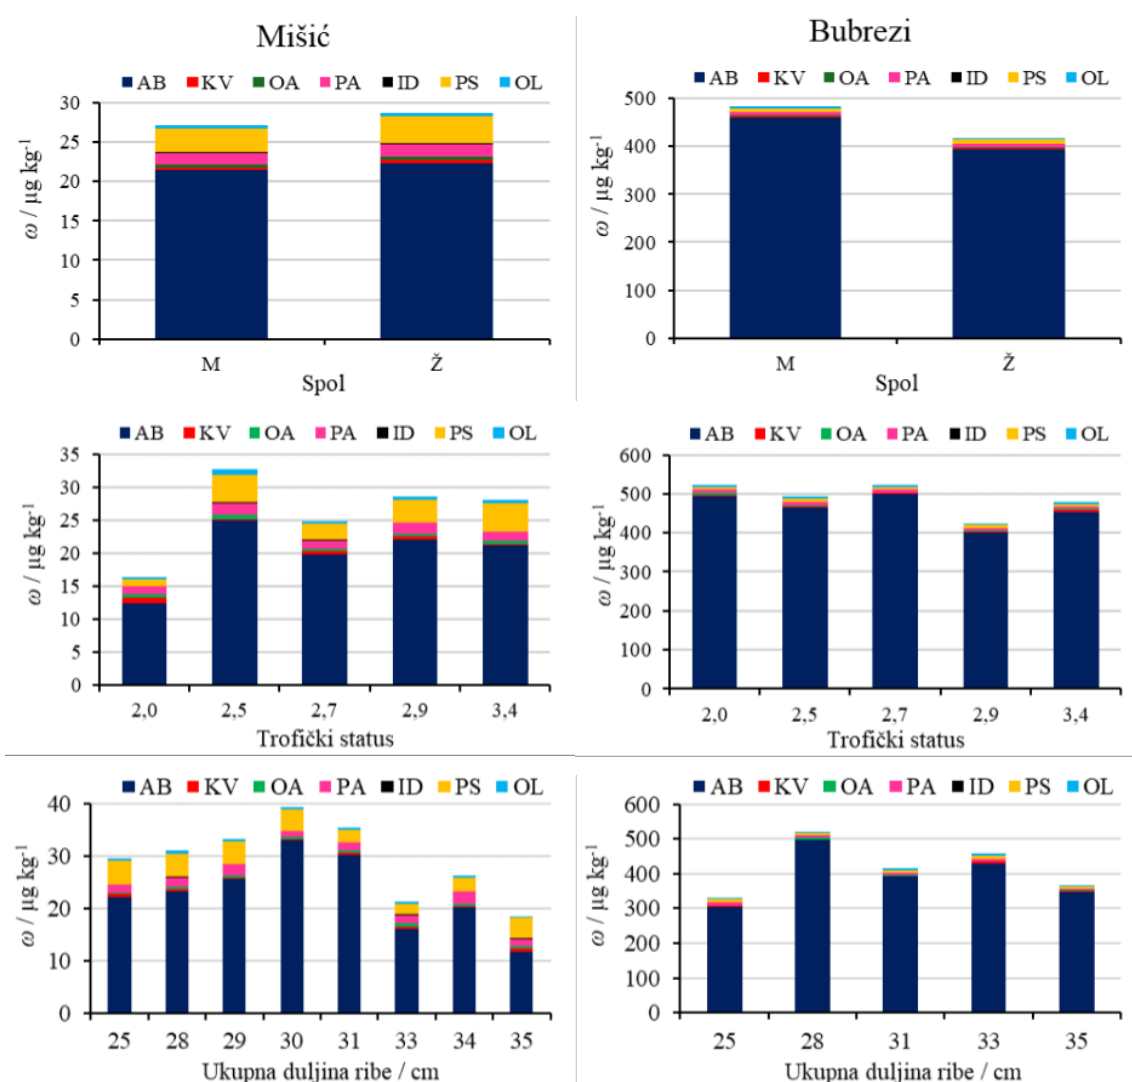 Mišić
AB KV OA PA ID PS OL
30
25
20
15
10
5
0
ω / µg kg-1
M Ž
Spol
Bubrezi
AB KV OA PA ID PS OL
500
400
300
200
100
0
ω / µg kg-1
M Ž
Spol
AB KV OA PA ID PS OL
35
30
25
20
15
10
5
0
ω / µg kg-1
2,0 2,5 2,7 2,9 3,4
Trofički status
AB KV OA PA ID PS OL
600
500
400
300
200
100
0
ω / µg kg-1
2,0 2,5 2,7 2,9 3,4
Trofički status
AB KV OA PA ID PS OL
40
30
20
10
0
ω / µg kg-1
25 28 29 30 31 33 34 35
Ukupna duljina ribe / cm
AB KV OA PA ID PS OL
600
500
400
300
200
100
0
ω / µg kg-1
25 28 31 33 35
Ukupna duljina ribe / cm